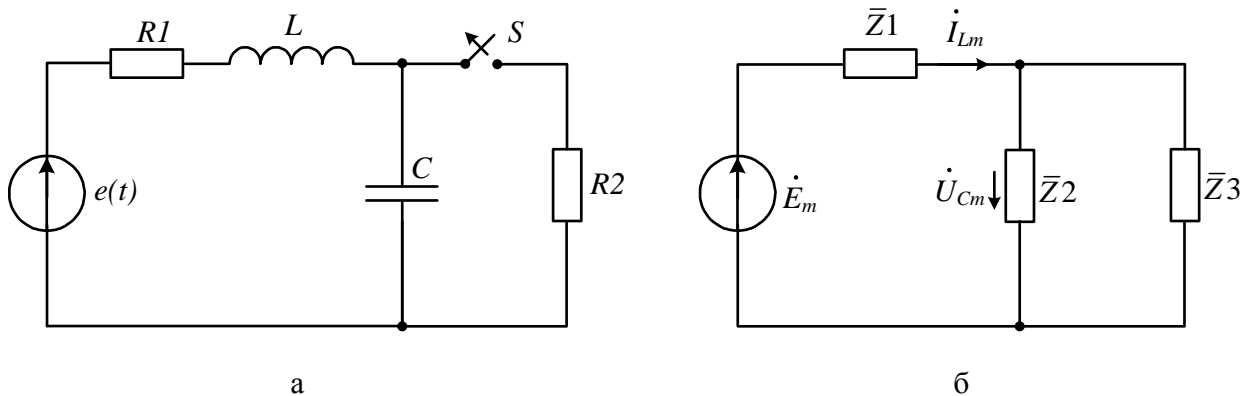 R1
L
S
e(t)
C
R2
а
Z̄1
İLm
Ėm
U̇Cm
Z̄2
Z̄3
б